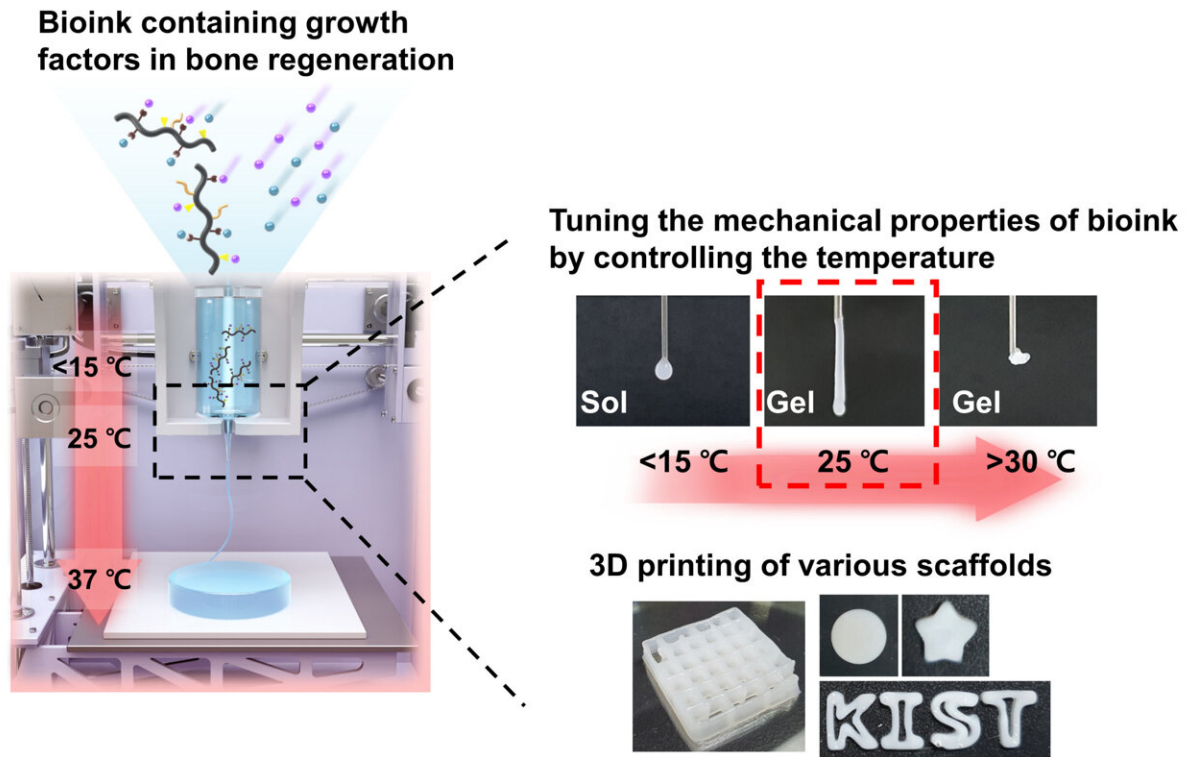 Bioink containing growth
factors in bone regeneration
<15 ℃
25 ℃
37 ℃
Tuning the mechanical properties of bioink
by controlling the temperature
Sol
Gel
Gel
<15 ℃
25 ℃
>30 ℃
3D printing of various scaffolds
KIST